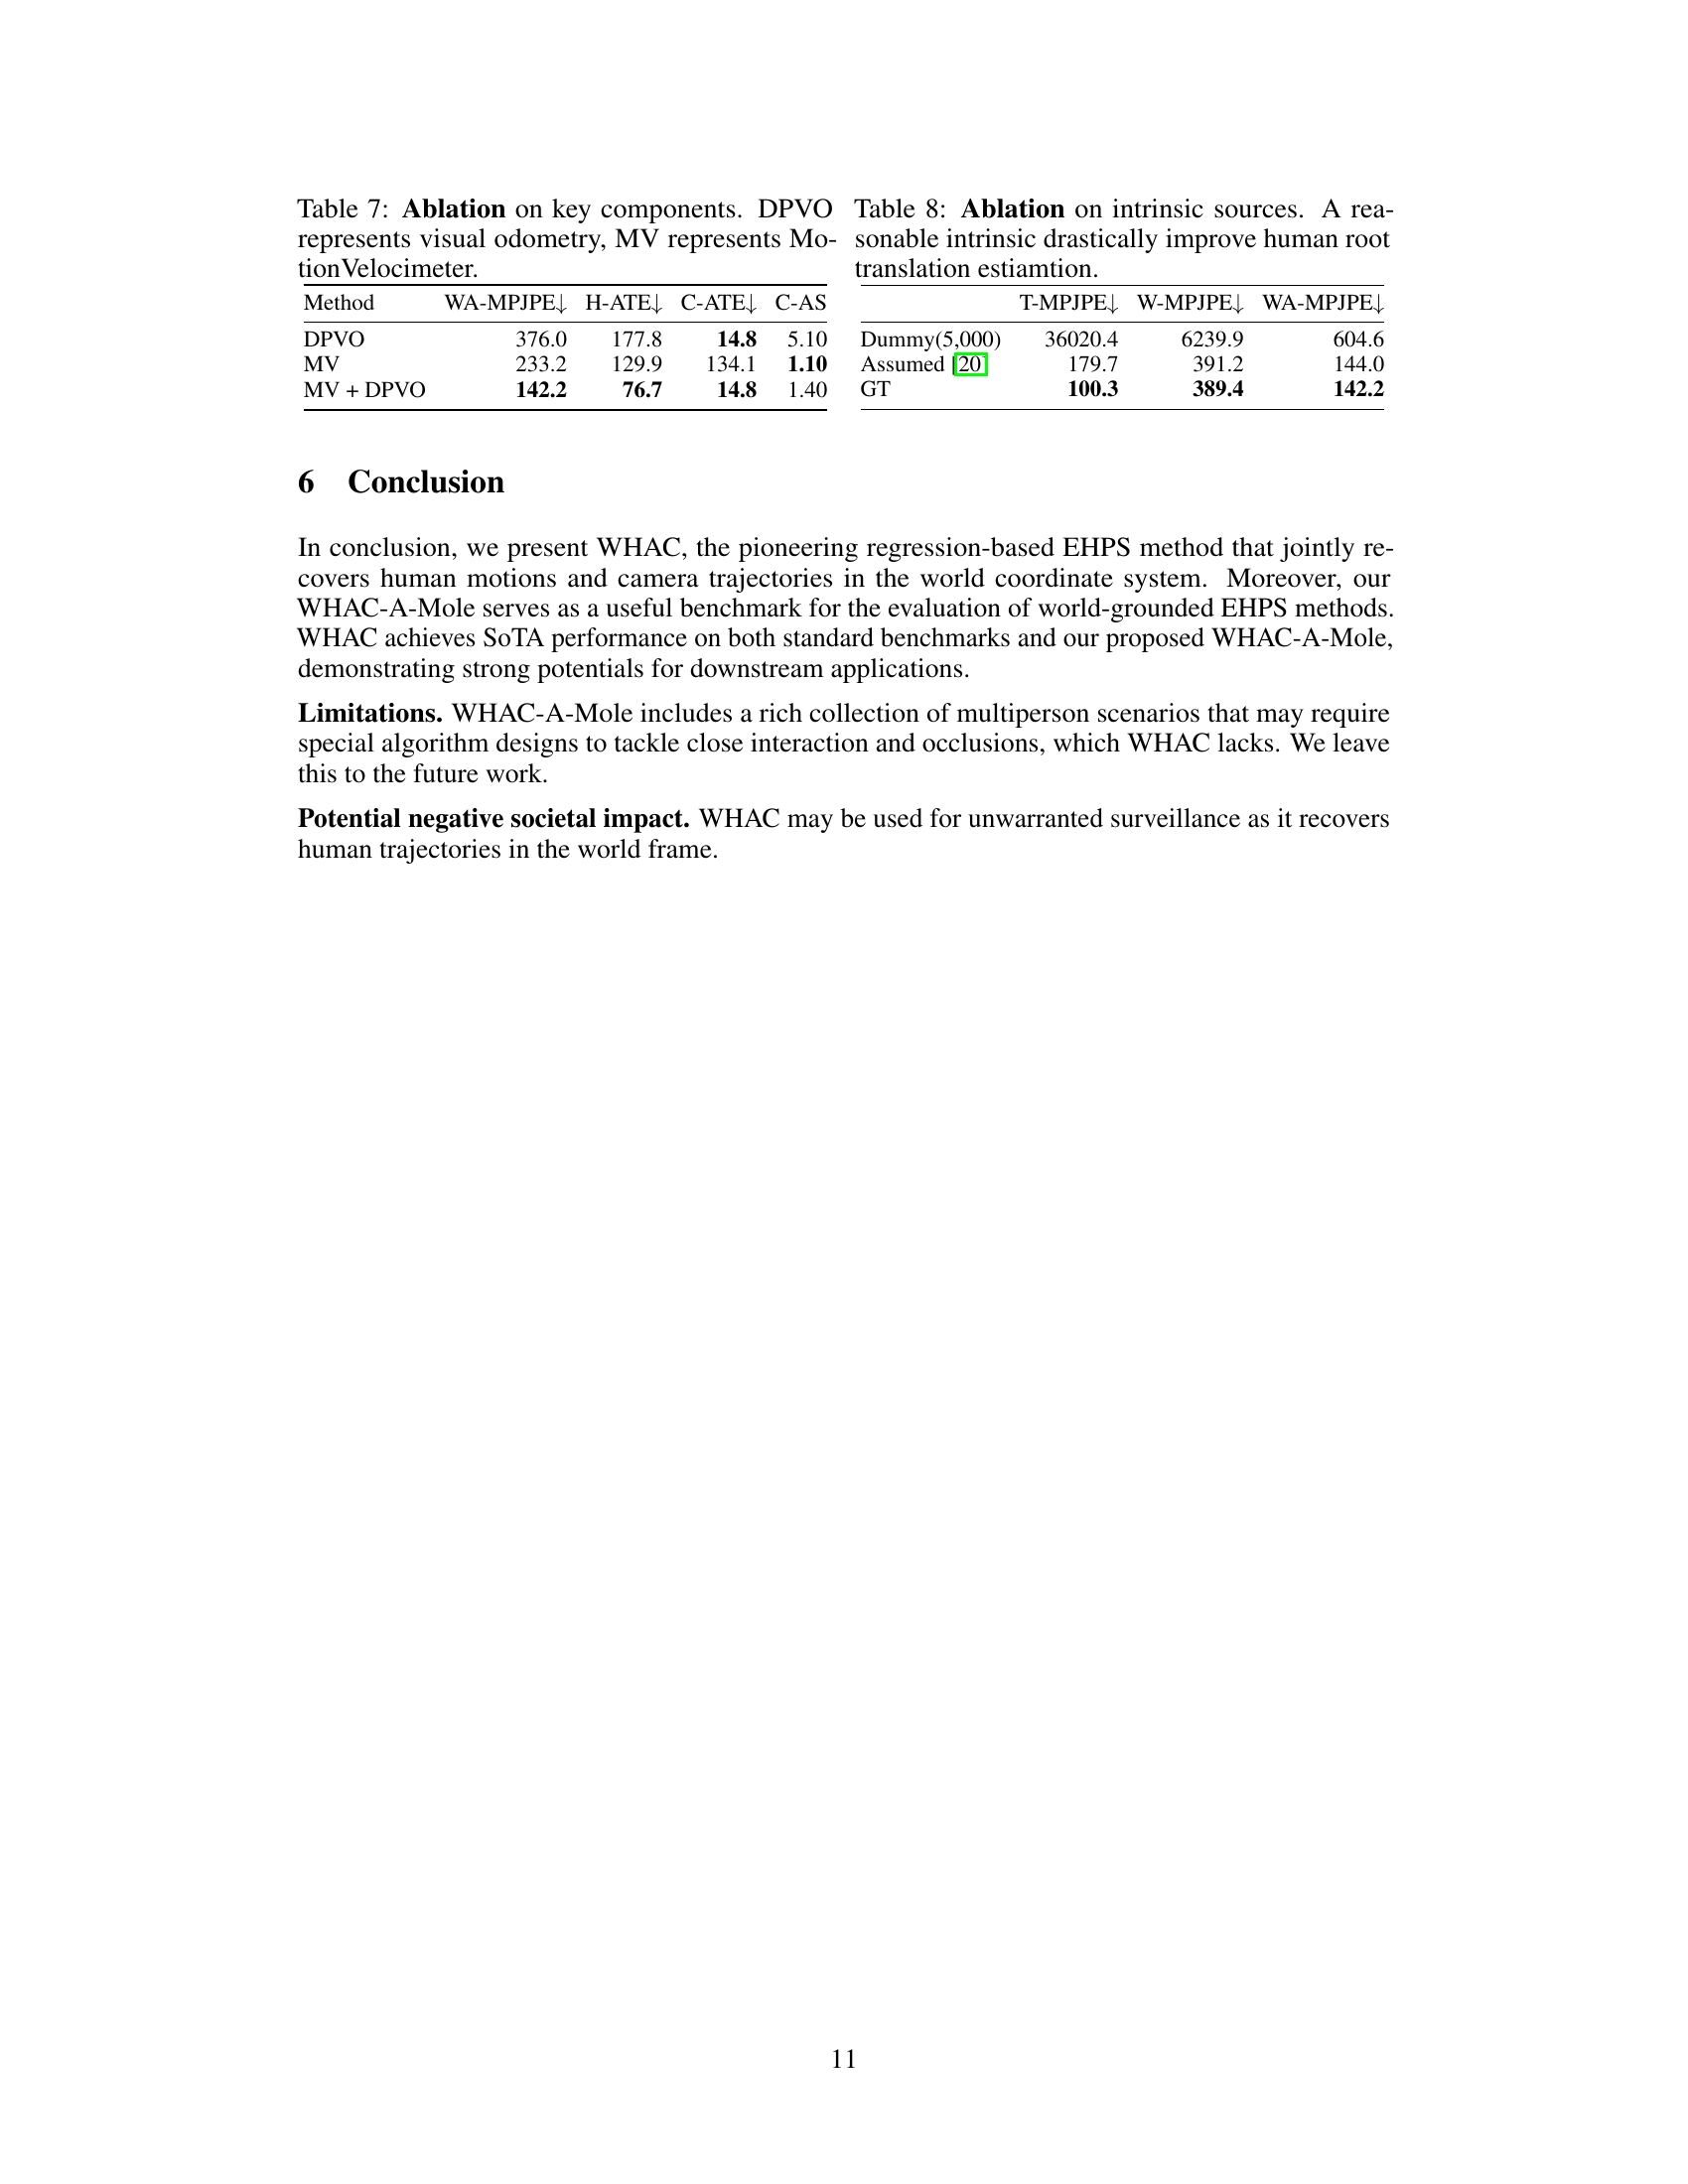 Table 7: Ablation on key components. DPVO
represents visual odometry, MV represents Mo-
tionVelocimeter.
Method WA-MPJPE↓ H-ATE↓ C-ATE↓ C-AS
DPVO 376.0 177.8 14.8 5.10
MV 233.2 129.9 134.1 1.10
MV + DPVO 142.2 76.7 14.8 1.40
Table 8: Ablation on intrinsic sources. A rea-
sonable intrinsic drastically improve human root
translation estiamtion.
T-MPJPE↓ W-MPJPE↓ WA-MPJPE↓
Dummy(5,000) 36020.4 6239.9 604.6
Assumed [20] 179.7 391.2 144.0
GT 100.3 389.4 142.2
6 Conclusion
In conclusion, we present WHAC, the pioneering regression-based EHPS method that jointly re-
covers human motions and camera trajectories in the world coordinate system. Moreover, our
WHAC-A-Mole serves as a useful benchmark for the evaluation of world-grounded EHPS methods.
WHAC achieves SoTA performance on both standard benchmarks and our proposed WHAC-A-Mole,
demonstrating strong potentials for downstream applications.
Limitations. WHAC-A-Mole includes a rich collection of multiperson scenarios that may require
special algorithm designs to tackle close interaction and occlusions, which WHAC lacks. We leave
this to the future work.
Potential negative societal impact. WHAC may be used for unwarranted surveillance as it recovers
human trajectories in the world frame.
11